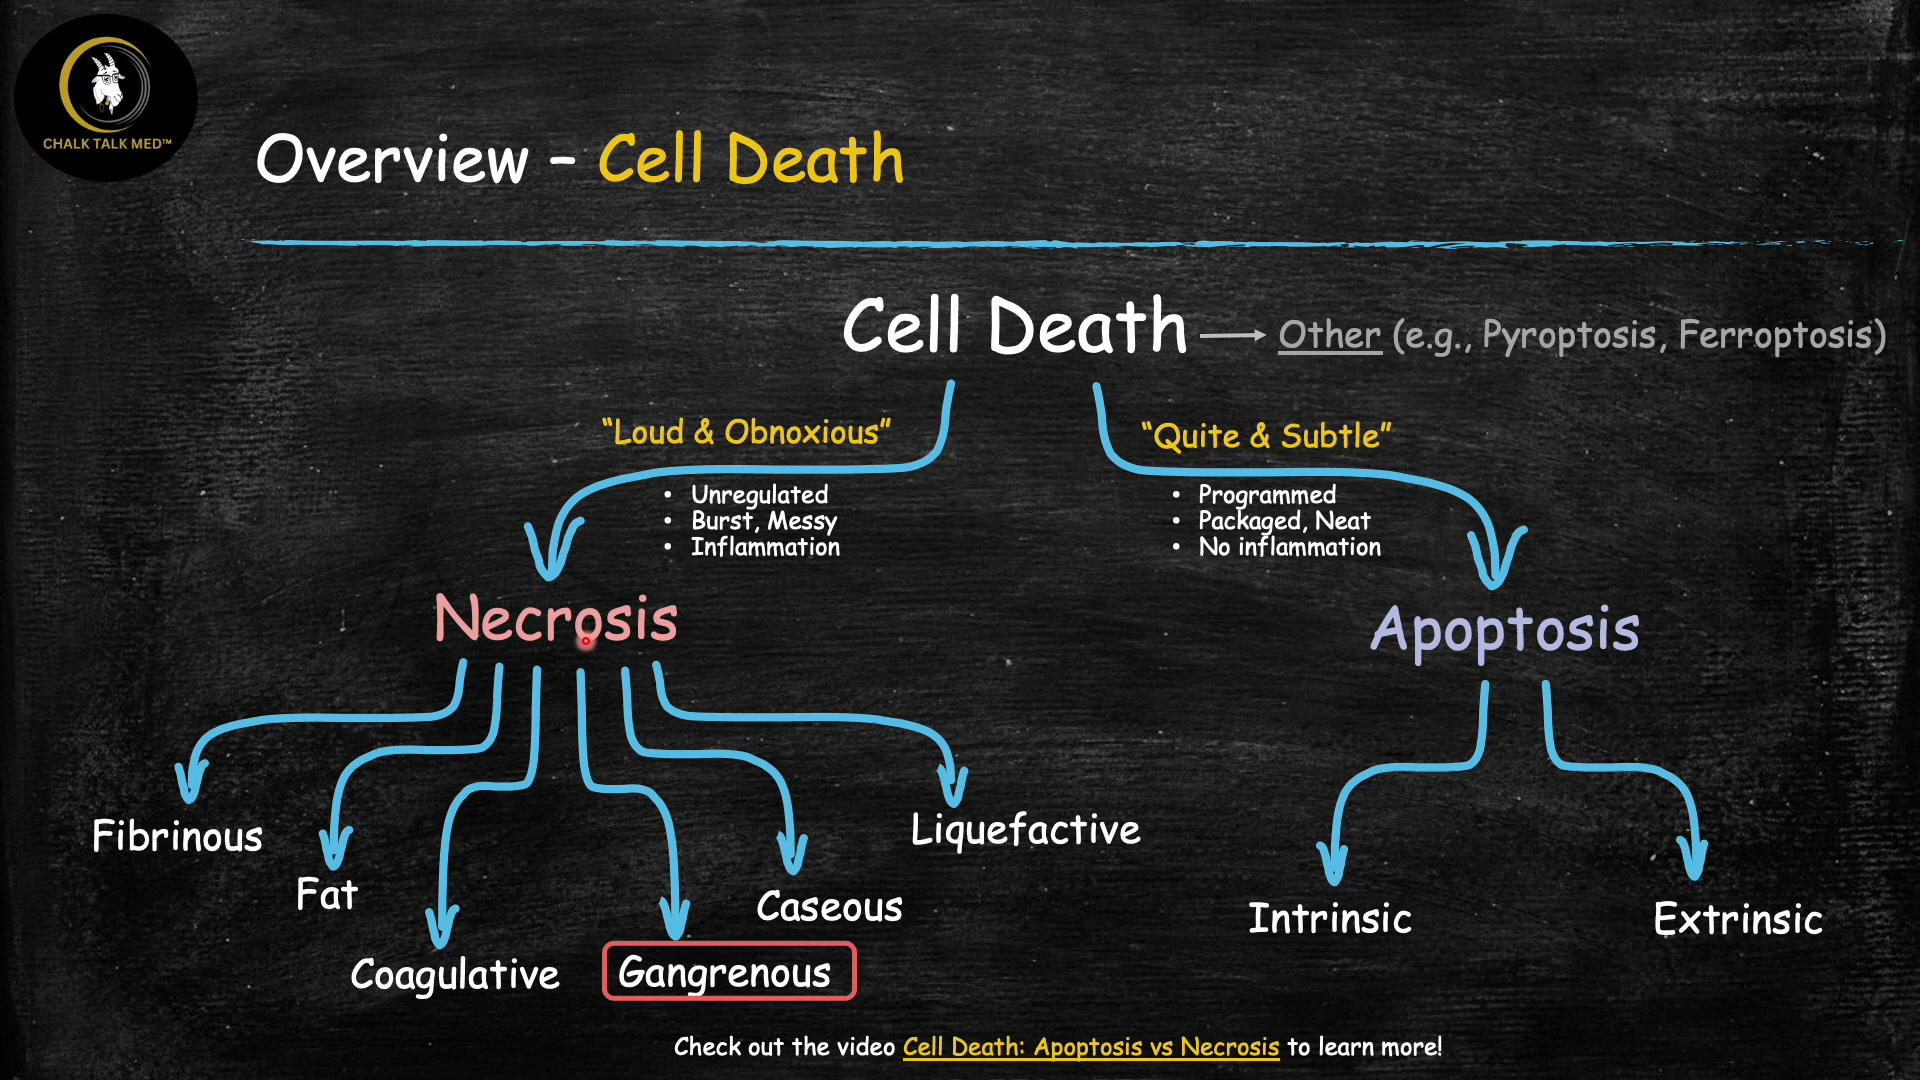 CHALK TALK MED™
Overview – Cell Death
Cell Death
Other (e.g., Pyroptosis, Ferroptosis)
“Loud & Obnoxious”
• Unregulated
• Burst, Messy
• Inflammation
“Quite & Subtle”
• Programmed
• Packaged, Neat
• No inflammation
Necrosis
Apoptosis
Fibrinous
Fat
Coagulative
Gangrenous
Caseous
Liquefactive
Intrinsic
Extrinsic
Check out the video Cell Death: Apoptosis vs Necrosis to learn more!